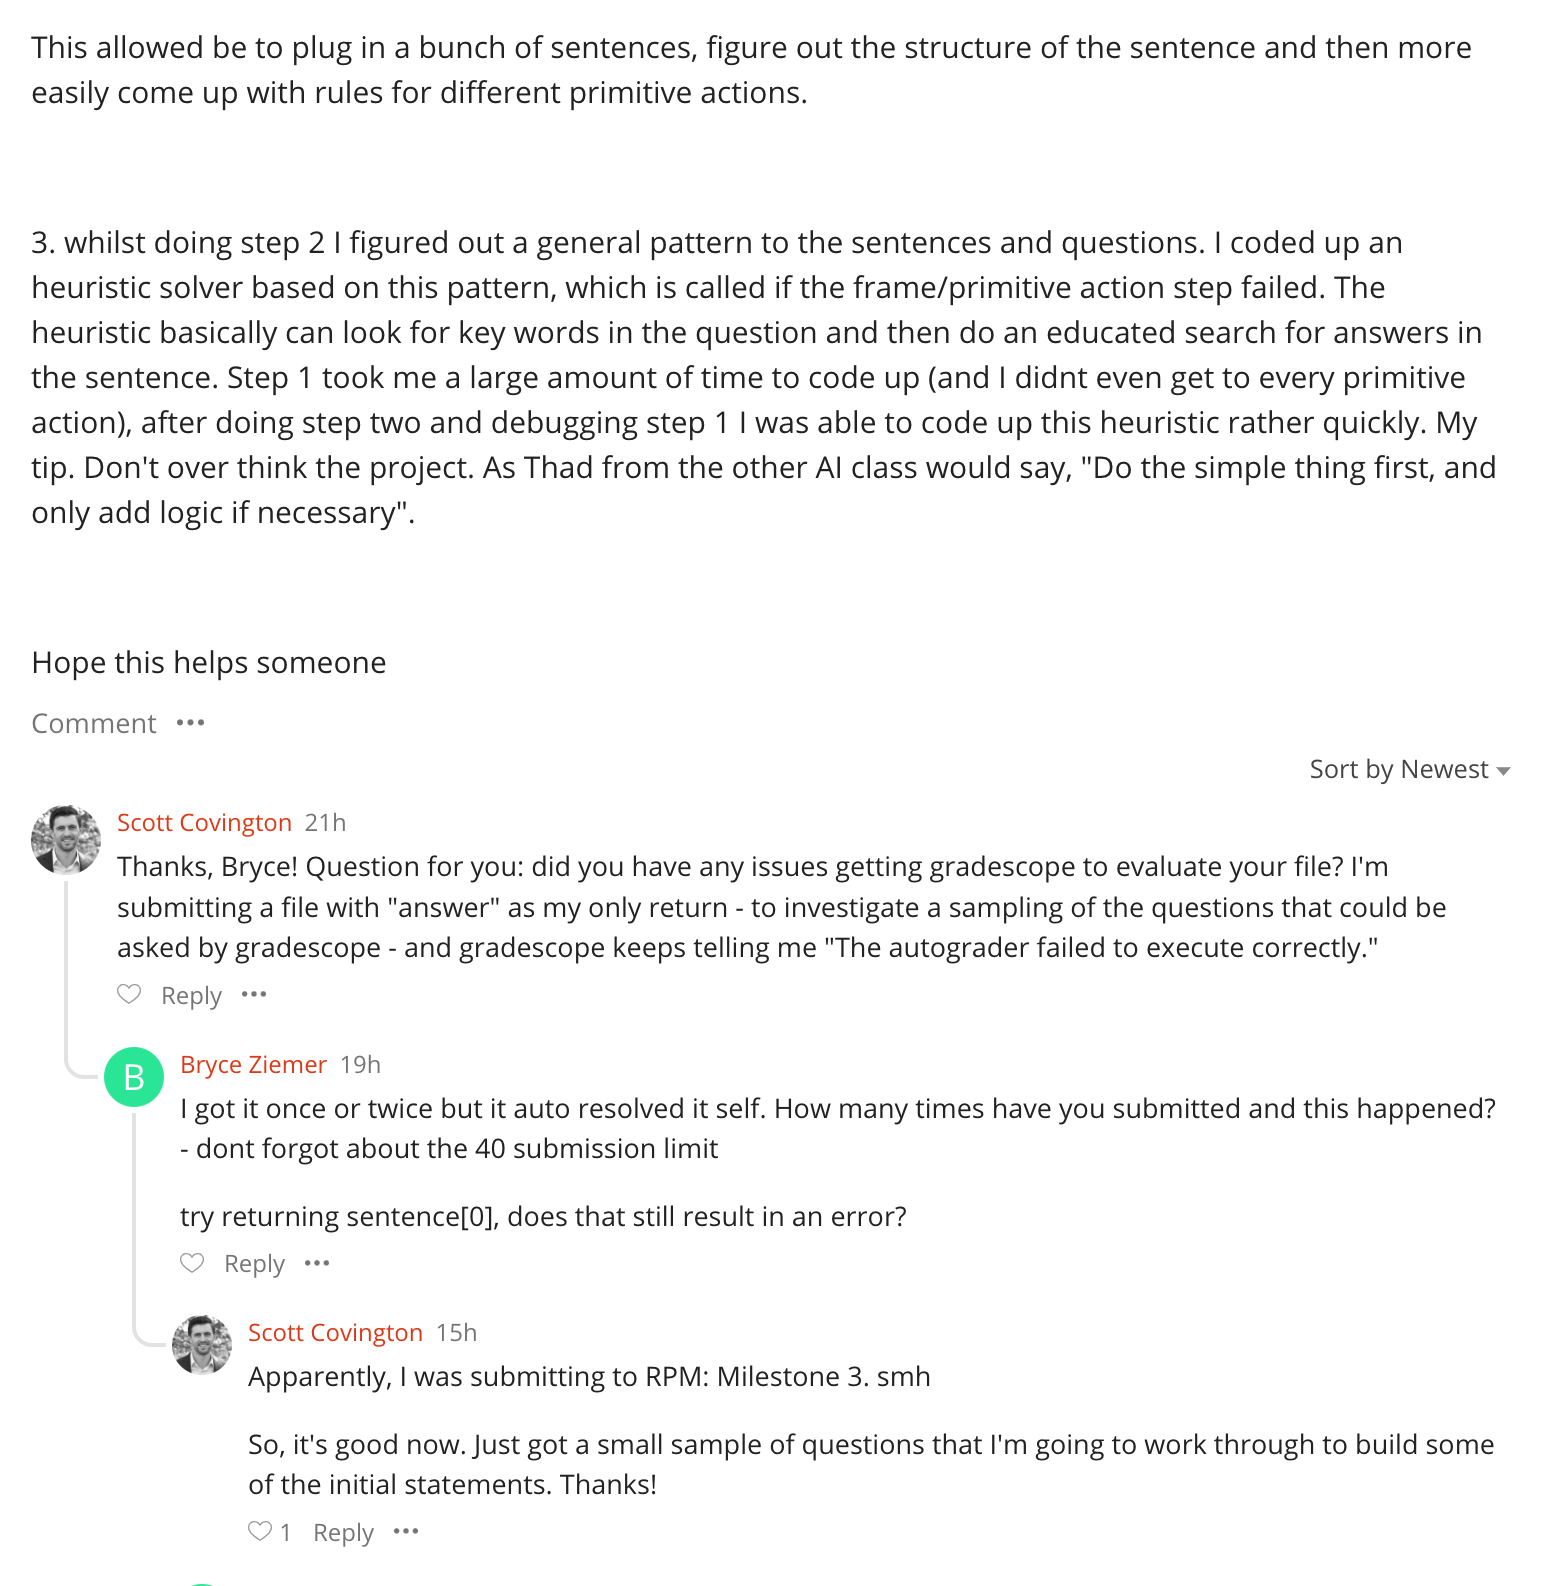 This allowed be to plug in a bunch of sentences, figure out the structure of the sentence and then more
easily come up with rules for different primitive actions.
3. whilst doing step 2 I figured out a general pattern to the sentences and questions. I coded up an
heuristic solver based on this pattern, which is called if the frame/primitive action step failed. The
heuristic basically can look for key words in the question and then do an educated search for answers in
the sentence. Step 1 took me a large amount of time to code up (and I didnt even get to every primitive
action), after doing step two and debugging step 1 I was able to code up this heuristic rather quickly. My
tip. Don't over think the project. As Thad from the other AI class would say, "Do the simple thing first, and
only add logic if necessary".
Hope this helps someone
Comment
Sort by Newest
Scott Covington 21h
Thanks, Bryce! Question for you: did you have any issues getting gradescope to evaluate your file? I'm
submitting a file with "answer" as my only return - to investigate a sampling of the questions that could be
asked by gradescope - and gradescope keeps telling me "The autograder failed to execute correctly."
Reply
B
Bryce Ziemer 19h
I got it once or twice but it auto resolved it self. How many times have you submitted and this happened?
- dont forgot about the 40 submission limit
try returning sentence[0], does that still result in an error?
Reply
Scott Covington 15h
Apparently, I was submitting to RPM: Milestone 3. smh
So, it's good now. Just got a small sample of questions that I'm going to work through to build some
of the initial statements. Thanks!
1 Reply